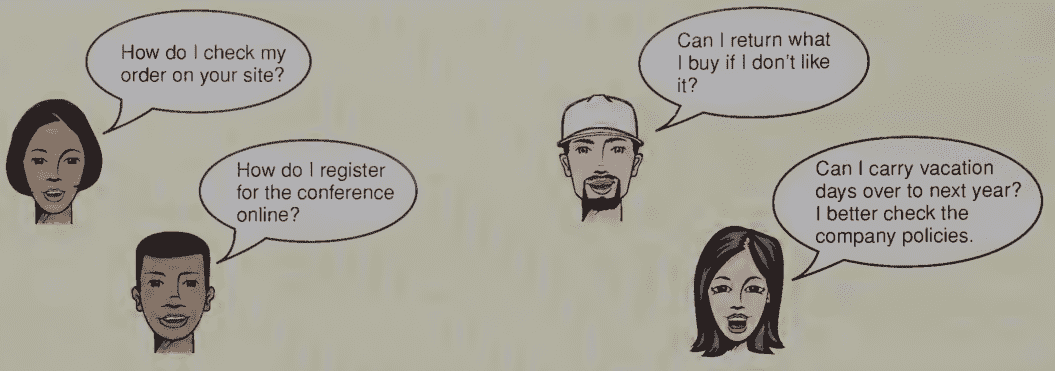 How do I check my
order on your site?
How do I register
for the conference
online?
Can I return what
I buy if I don't like
it?
Can I carry vacation
days over to next year?
I better check the
company policies.